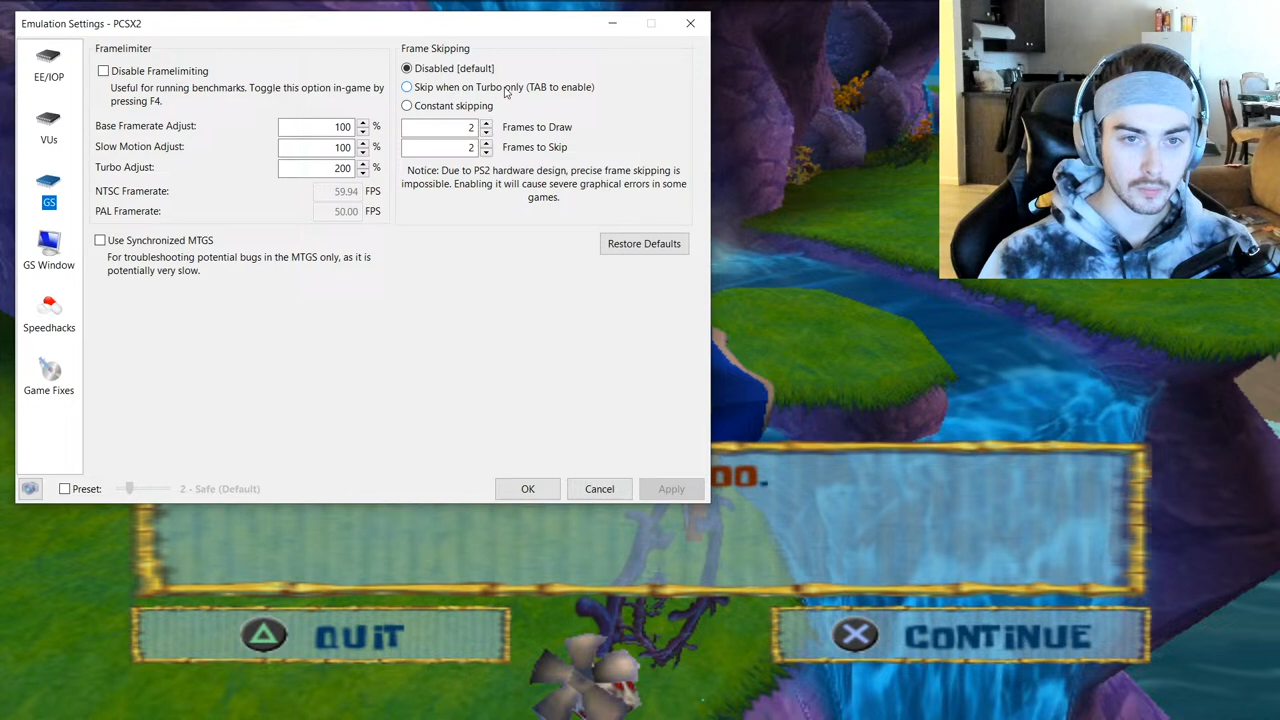 Emulation Settings - PCSX2
EE/IOP
VUs
GS
GS Window
Speedhacks
Game Fixes
Framelimiter
Disable Framelimiting
Useful for running benchmarks. Toggle this option in-game by
pressing F4.
Base Framerate Adjust: 100 %
Slow Motion Adjust: 100 %
Turbo Adjust: 200 %
NTSC Framerate: 59.94 FPS
PAL Framerate: 50.00 FPS
Use Synchronized MTGS
For troubleshooting potential bugs in the MTGS only, as it is
potentially very slow.
Frame Skipping
Disabled [default]
Skip when on Turbo only (TAB to enable)
Constant skipping
2 Frames to Draw
2 Frames to Skip
Notice: Due to PS2 hardware design, precise frame skipping is
impossible. Enabling it will cause severe graphical errors in some
games.
Restore Defaults
Preset: 2 - Safe (Default)
OK
Cancel
Apply
QUIT
CONTINUE